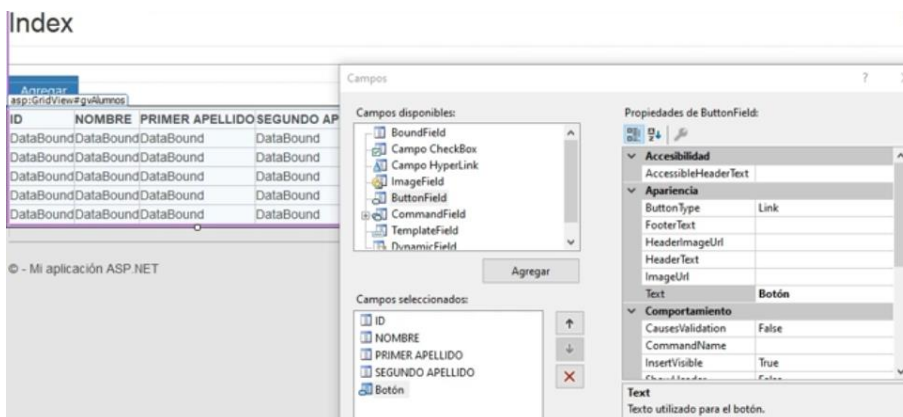 Index
Agregar
asp:GridView#gvAlumnos
ID NOMBRE PRIMER APELLIDO SEGUNDO AP
DataBound DataBound DataBound DataBound
DataBound DataBound DataBound DataBound
DataBound DataBound DataBound DataBound
DataBound DataBound DataBound DataBound
DataBound DataBound DataBound DataBound
© - Mi aplicación ASP.NET
Campos
?
Campos disponibles:
BoundField
Campo CheckBox
Campo HyperLink
ImageField
ButtonField
CommandField
TemplateField
DynamicField
Agregar
Campos seleccionados:
ID
NOMBRE
PRIMER APELLIDO
SEGUNDO APELLIDO
Botón
Propiedades de ButtonField:
Accesibilidad
AccessibleHeaderText
Apariencia
ButtonType Link
FooterText
HeaderImageUrl
HeaderText
ImageUrl
Text Botón
Comportamiento
CausesValidation False
CommandName
InsertVisible True
ShowHeader False
Text
Texto utilizado para el botón.